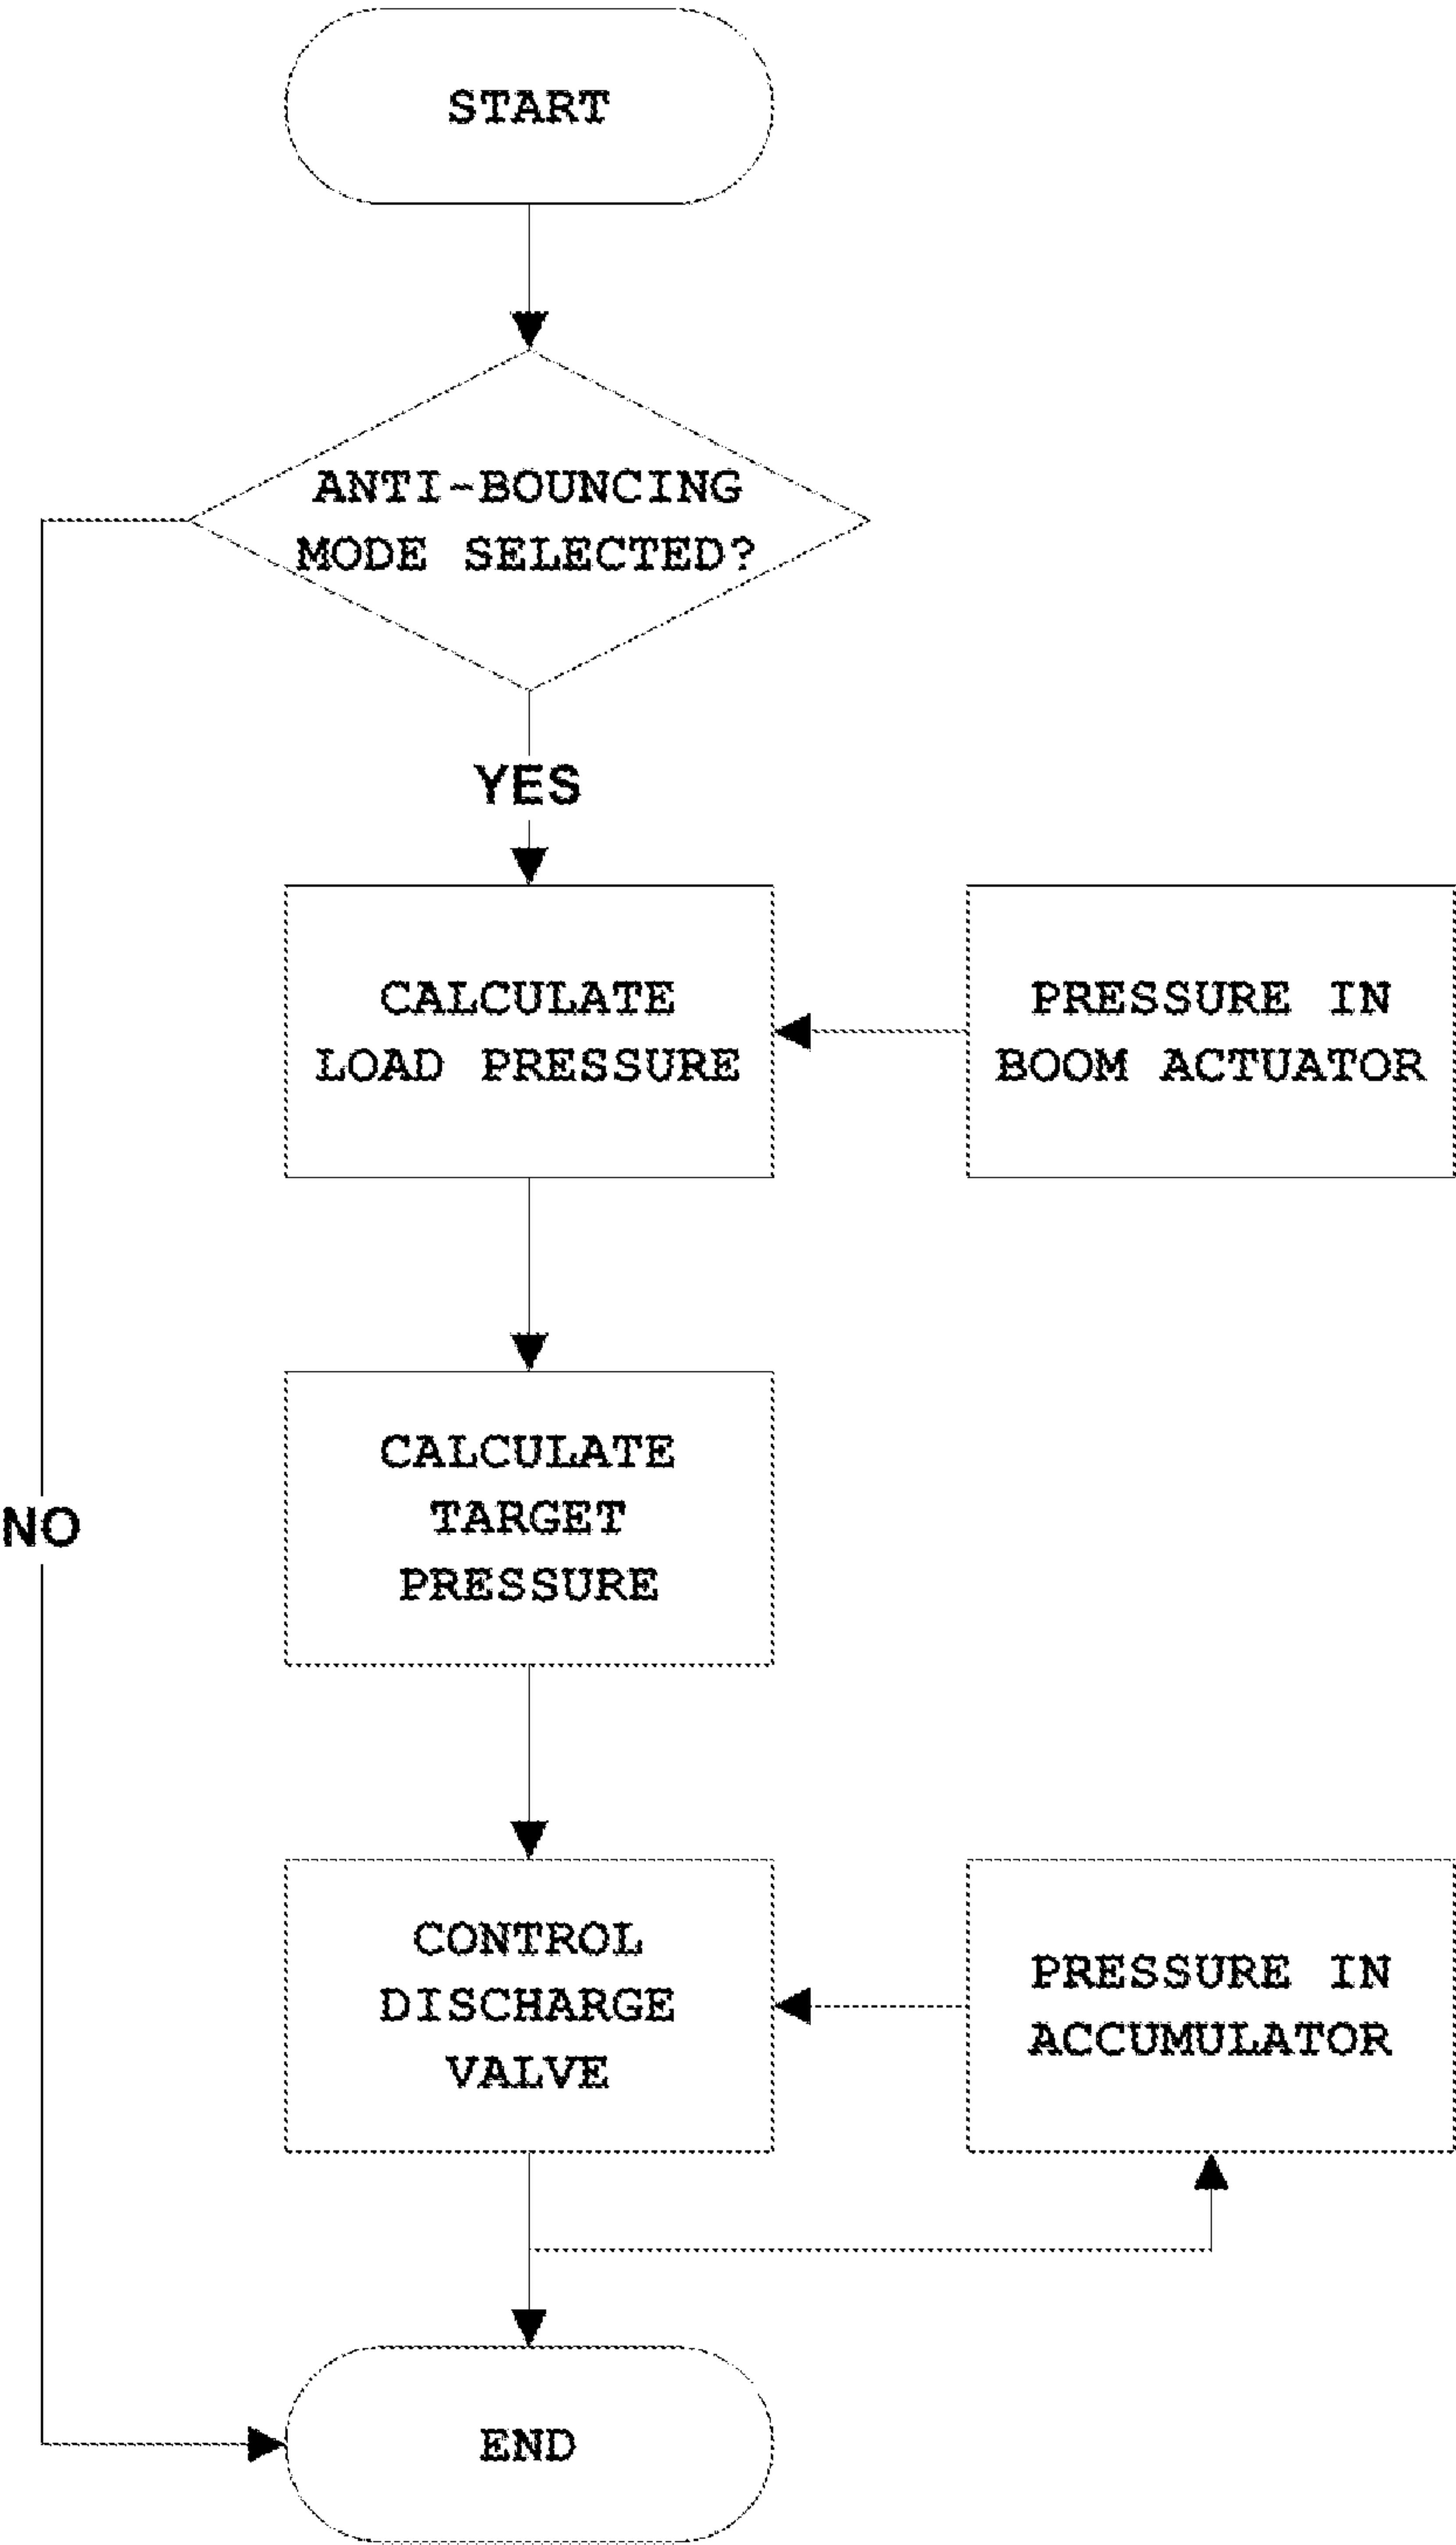 START
ANTI-BOUNCING
MODE SELECTED?
YES
CALCULATE
LOAD PRESSURE
PRESSURE IN
BOOM ACTUATOR
CALCULATE
TARGET
PRESSURE
NO
CONTROL
DISCHARGE
VALVE
PRESSURE IN
ACCUMULATOR
END